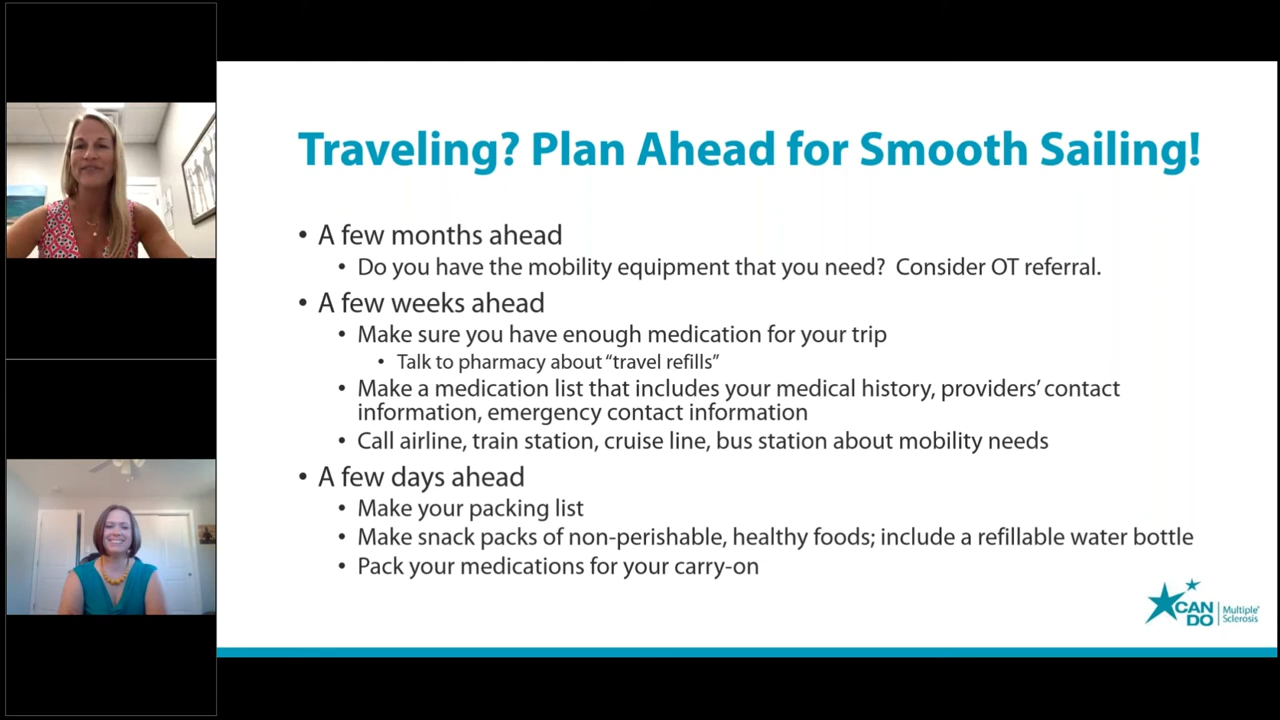 Traveling? Plan Ahead for Smooth Sailing!
• A few months ahead
• Do you have the mobility equipment that you need? Consider OT referral.
• A few weeks ahead
• Make sure you have enough medication for your trip
• Talk to pharmacy about “travel refills”
• Make a medication list that includes your medical history, providers’ contact
information, emergency contact information
• Call airline, train station, cruise line, bus station about mobility needs
• A few days ahead
• Make your packing list
• Make snack packs of non-perishable, healthy foods; include a refillable water bottle
• Pack your medications for your carry-on
CAN DO
Multiple Sclerosis